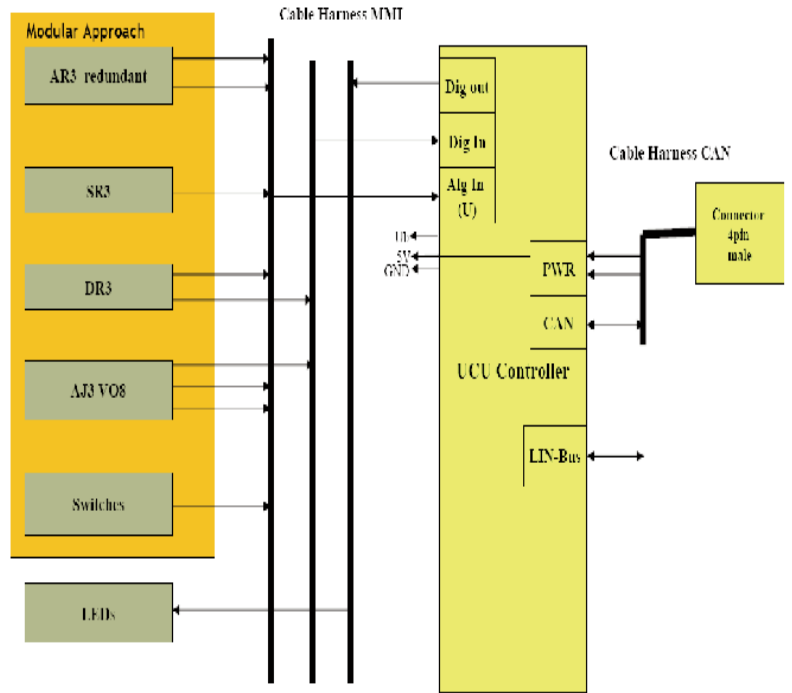 Cable Harness MMI
Modular Approach
AR3 redundant
SR3
DR3
AJ3 VO8
Switches
LEDs
Dig out
Dig In
Alg In
(U)
5V
GND
PWR
CAN
UCU Controller
LIN-Bus
Cable Harness CAN
Connector
4pin
male